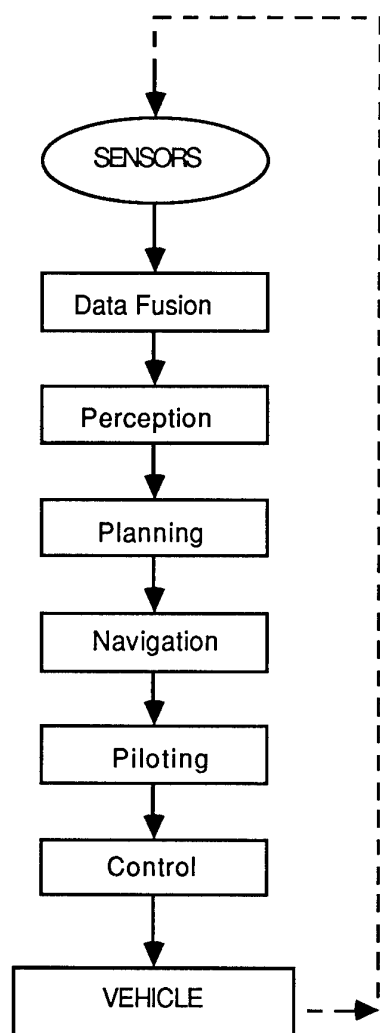 SENSORS
Data Fusion
Perception
Planning
Navigation
Piloting
Control
VEHICLE